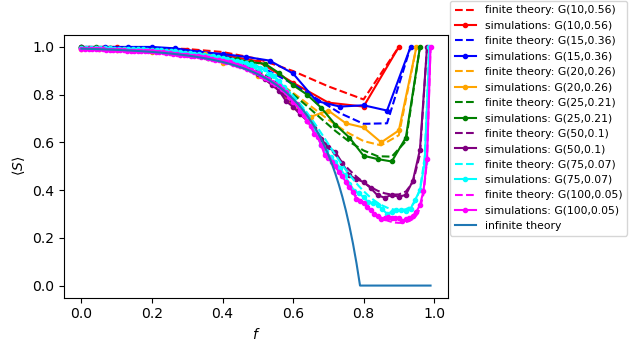 finite theory: G(10,0.56)
simulations: G(10,0.56)
finite theory: G(15,0.36)
simulations: G(15,0.36)
finite theory: G(20,0.26)
simulations: G(20,0.26)
finite theory: G(25,0.21)
simulations: G(25,0.21)
finite theory: G(50,0.1)
simulations: G(50,0.1)
finite theory: G(75,0.07)
simulations: G(75,0.07)
finite theory: G(100,0.05)
simulations: G(100,0.05)
infinite theory
1.0
0.8
0.6
0.4
0.2
0.0
⟨S⟩
0.0 0.2 0.4 0.6 0.8 1.0
f